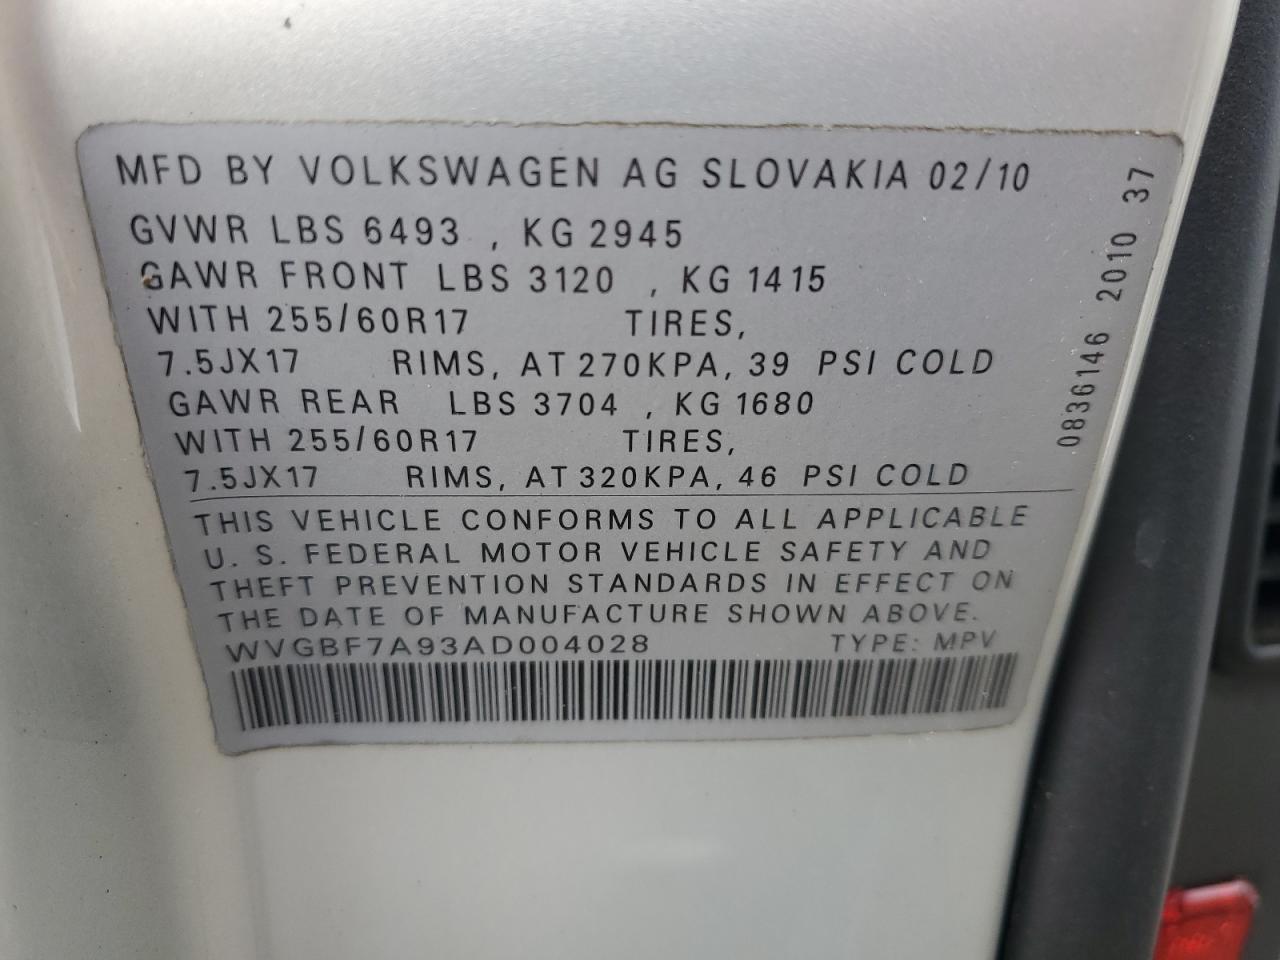 MFD BY VOLKSWAGEN AG SLOVAKIA 02/10
GVWR LBS 6493 , KG 2945
GAWR FRONT LBS 3120 , KG 1415
WITH 255/60R17 TIRES,
7.5JX17 RIMS, AT 270KPA, 39 PSI COLD
GAWR REAR LBS 3704 , KG 1680
WITH 255/60R17 TIRES,
7.5JX17 RIMS, AT 320KPA, 46 PSI COLD
THIS VEHICLE CONFORMS TO ALL APPLICABLE
U. S. FEDERAL MOTOR VEHICLE SAFETY AND
THEFT PREVENTION STANDARDS IN EFFECT ON
THE DATE OF MANUFACTURE SHOWN ABOVE.
WVGBF7A93AD004028 TYPE: MPV
0836146 2010 37